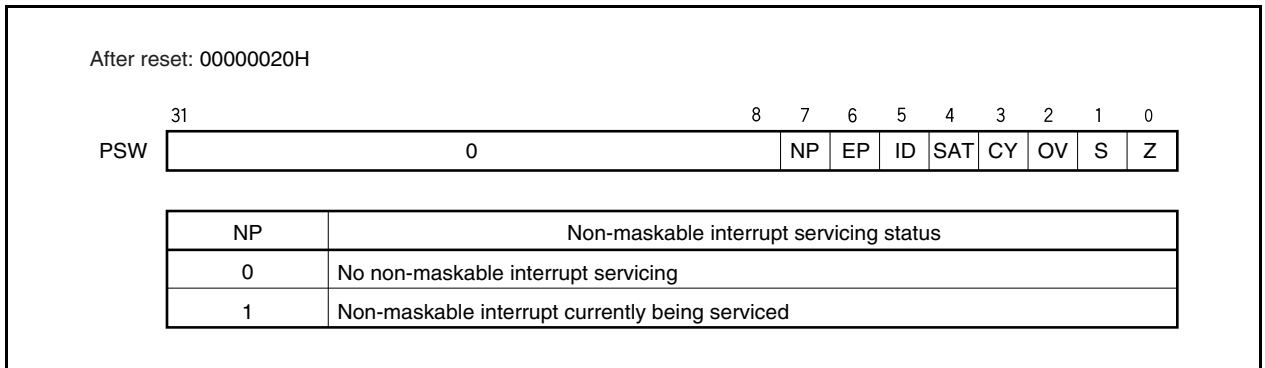 After reset: 00000020H
31 8 7 6 5 4 3 2 1 0
PSW 0 NP EP ID SAT CY OV S Z
NP Non-maskable interrupt servicing status
0 No non-maskable interrupt servicing
1 Non-maskable interrupt currently being serviced